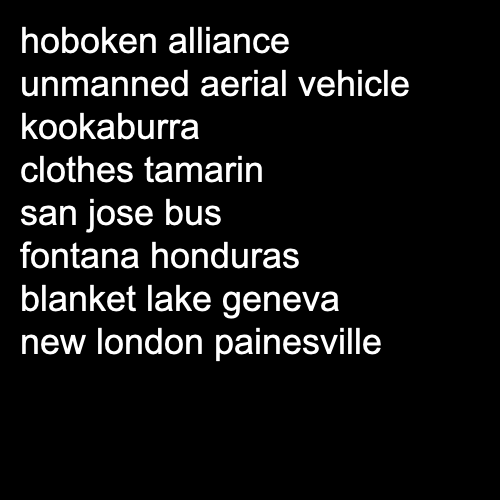 hoboken alliance
unmanned aerial vehicle
kookaburra
clothes tamarin
san jose bus
fontana honduras
blanket lake geneva
new london painesville